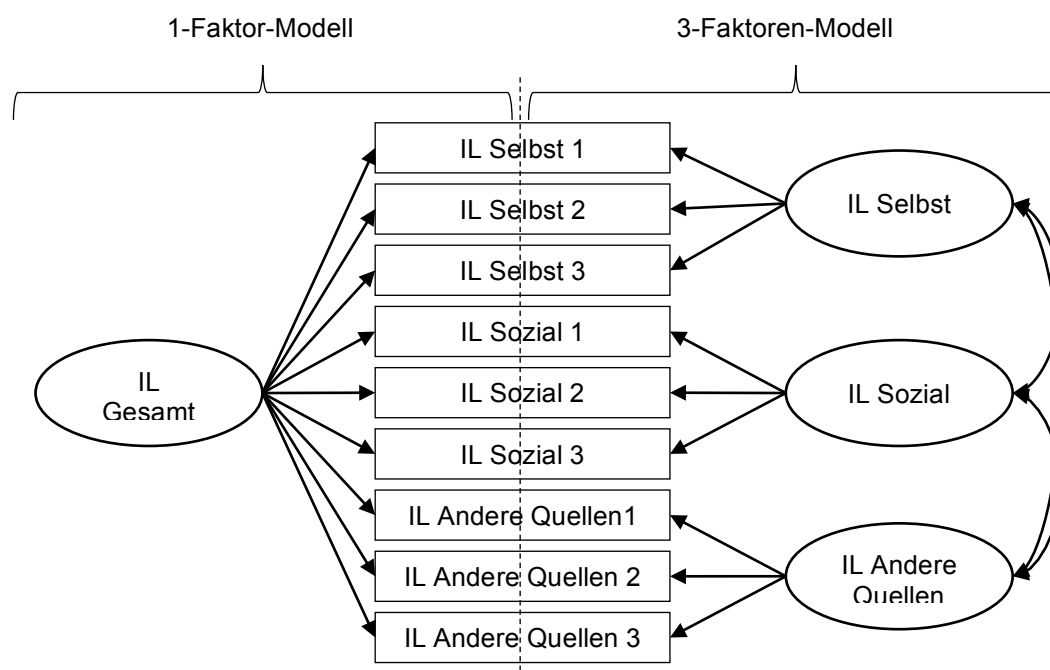 1-Faktor-Modell
3-Faktoren-Modell
IL Selbst 1
IL Selbst 2
IL Selbst 3
IL Sozial 1
IL Sozial 2
IL Sozial 3
IL Andere Quellen1
IL Andere Quellen 2
IL Andere Quellen 3
IL
Gesamt
IL Selbst
IL Sozial
IL Andere
Quellen